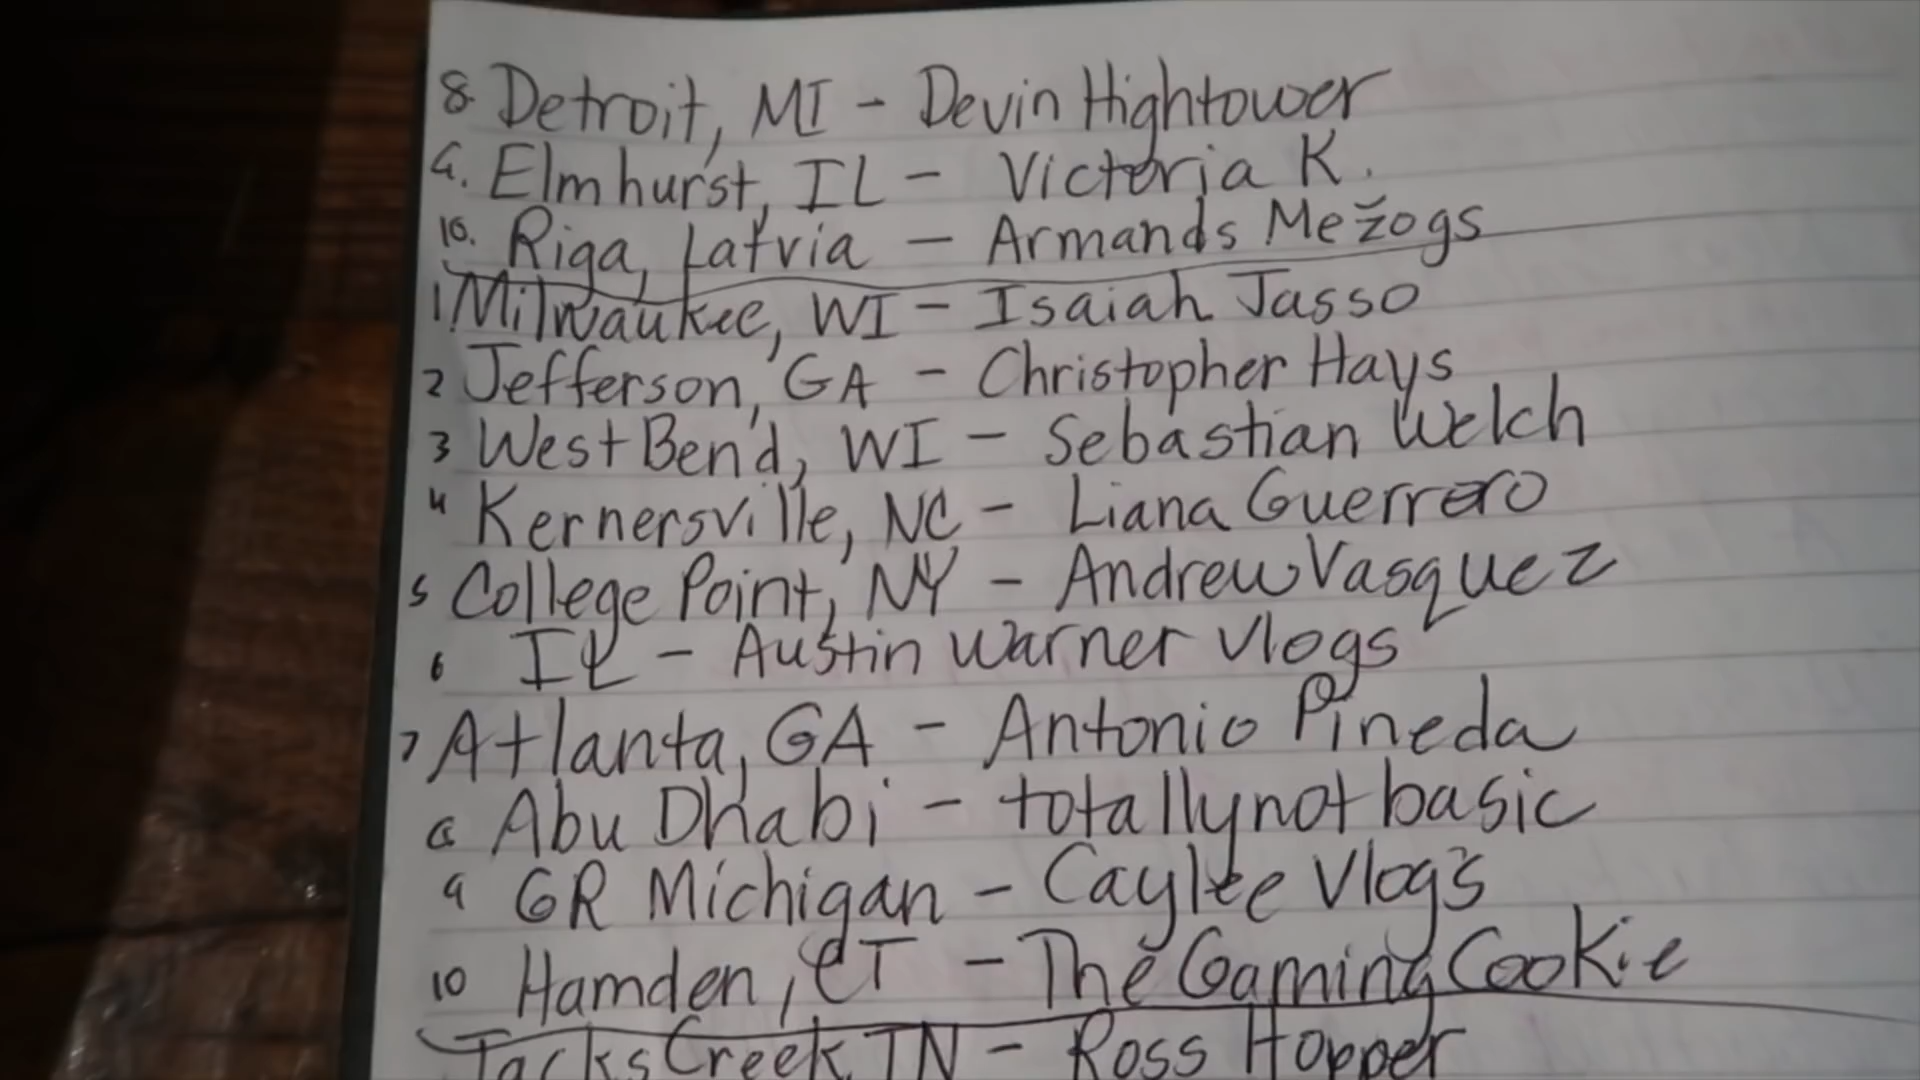 8. Detroit, MI - Devin Hightower
9. Elmhurst, IL - Victoria K.
10. Riga, Latvia - Armands Mežogs
1 Milwaukee, WI - Isaiah Jasso
2 Jefferson, GA - Christopher Hays
3 West Bend, WI - Sebastian Welch
4 Kernersville, NC - Liana Guerrero
5 College Point, NY - Andrew Vasquez
6 IL - Austin Warner Vlogs
7 Atlanta, GA - Antonio Pineda
8 Abu Dhabi - totallynotbasic
9 GR Michigan - Caylee Vlogs
10 Hamden, CT - The Gaming Cookie
Jacks Creek, TN - Ross Hopper